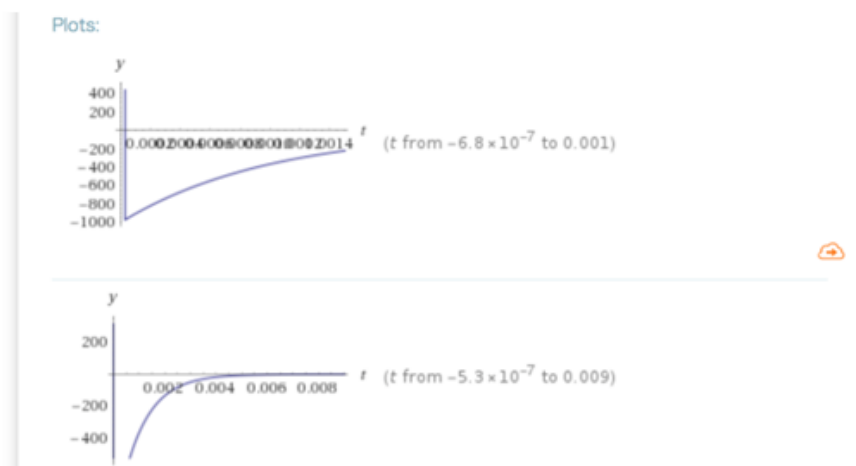 Plots:
y
400
200
t
(t from −6.8×10⁻⁷ to 0.001)
−200
−400
−600
−800
−1000
y
200
t
(t from −5.3×10⁻⁷ to 0.009)
0.002 0.004 0.006 0.008
−200
−400